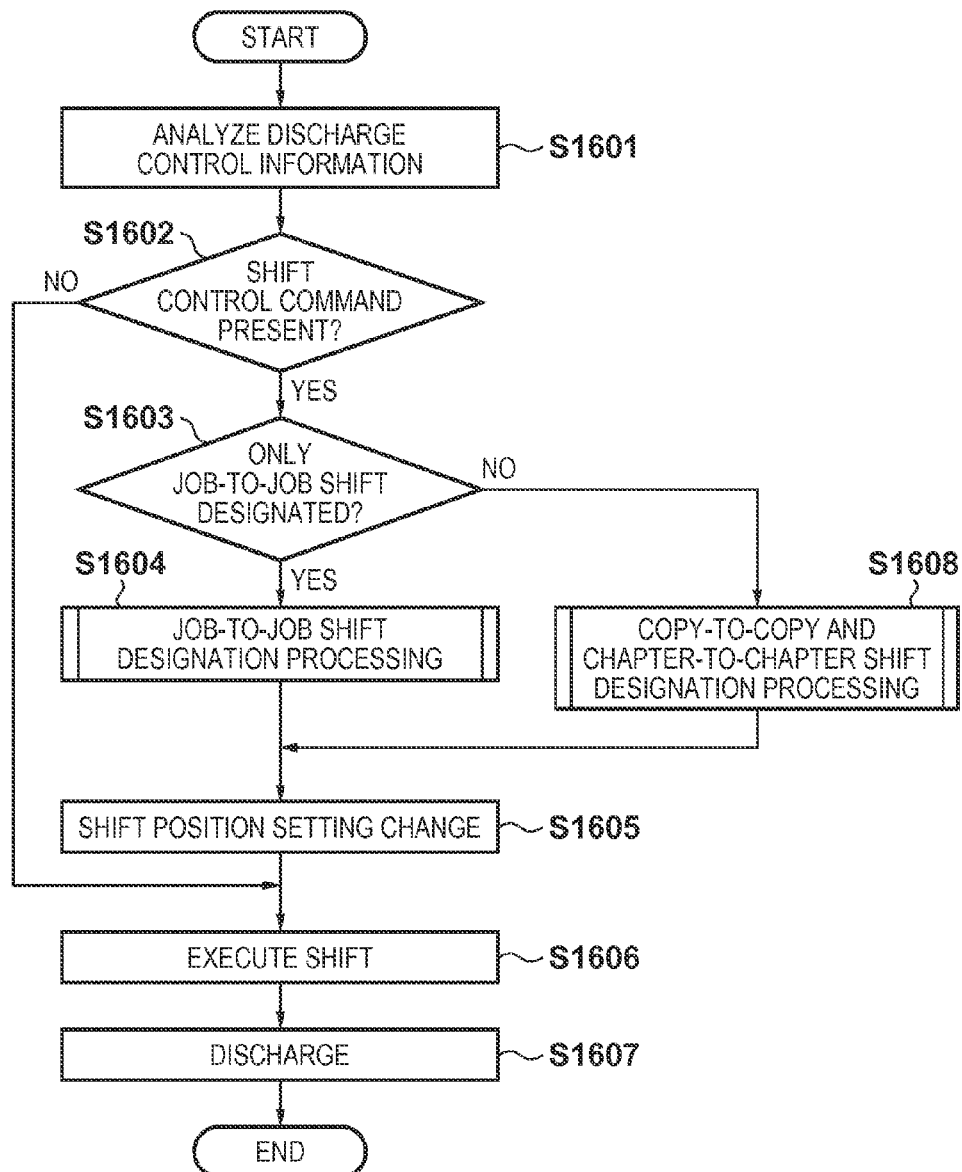 START
ANALYZE DISCHARGE
CONTROL INFORMATION
S1601
S1602
SHIFT
CONTROL COMMAND
PRESENT?
NO
YES
S1603
ONLY
JOB-TO-JOB SHIFT
DESIGNATED?
NO
YES
S1604
JOB-TO-JOB SHIFT
DESIGNATION PROCESSING
S1608
COPY-TO-COPY AND
CHAPTER-TO-CHAPTER SHIFT
DESIGNATION PROCESSING
SHIFT POSITION SETTING CHANGE
S1605
EXECUTE SHIFT
S1606
DISCHARGE
S1607
END